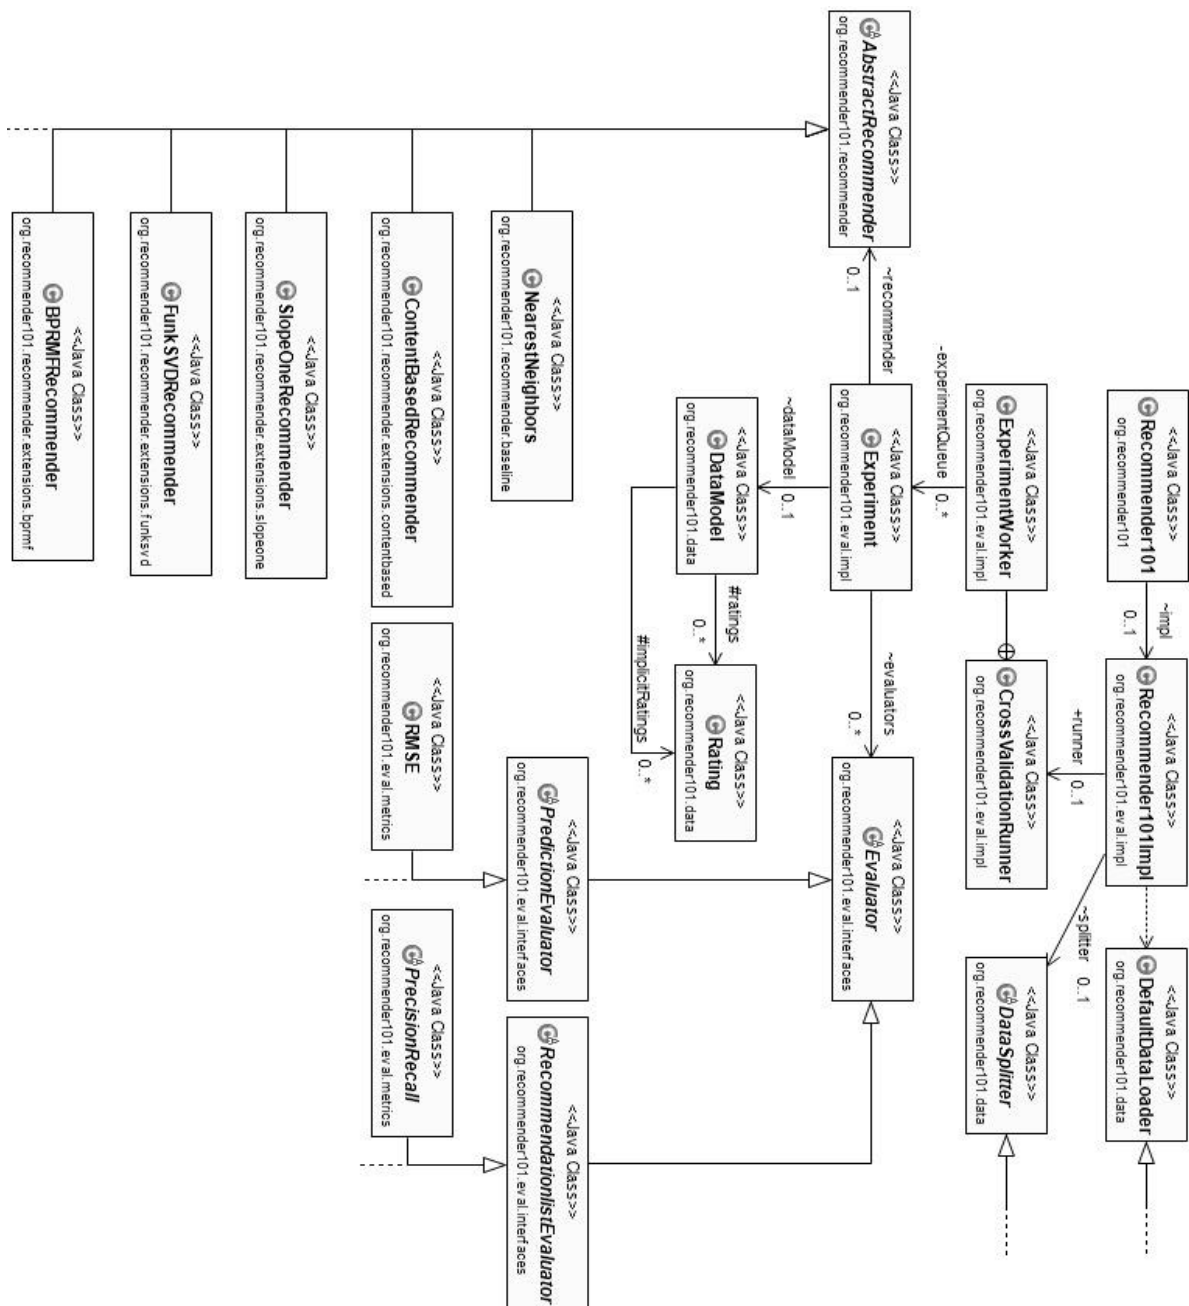 <<Java Class>>
Recommender101
org.recommender101
~impl
0..1
<<Java Class>>
Recommender101Impl
org.recommender101.eval.impl
<<Java Class>>
DefaultDataLoader
org.recommender101.data
+runner
0..1
~splitter
0..1
<<Java Class>>
ExperimentWorker
org.recommender101.eval.impl
<<Java Class>>
CrossValidationRunner
org.recommender101.eval.impl
<<Java Class>>
DataSplitter
org.recommender101.data
-experimentQueue
0..*
<<Java Class>>
AbstractRecommender
org.recommender101.recommender
~recommender
0..1
<<Java Class>>
Experiment
org.recommender101.eval.impl
~evaluators
0..*
<<Java Class>>
Evaluator
org.recommender101.eval.interfaces
~dataModel
0..1
<<Java Class>>
DataModel
org.recommender101.data
#ratings
0..*
<<Java Class>>
Rating
org.recommender101.data
#implicitRatings
0..*
<<Java Class>>
NearestNeighbors
org.recommender101.recommender.baseline
<<Java Class>>
PredictionEvaluator
org.recommender101.eval.interfaces
<<Java Class>>
RecommendationlistEvaluator
org.recommender101.eval.interfaces
<<Java Class>>
ContentBasedRecommender
org.recommender101.recommender.extensions.contentbased
<<Java Class>>
RMSE
org.recommender101.eval.metrics
<<Java Class>>
PrecisionRecall
org.recommender101.eval.metrics
<<Java Class>>
SlopeOneRecommender
org.recommender101.recommender.extensions.slopeone
<<Java Class>>
FunkSVDRecommender
org.recommender101.recommender.extensions.funksvd
<<Java Class>>
BPRMFRecommender
org.recommender101.recommender.extensions.bprmf